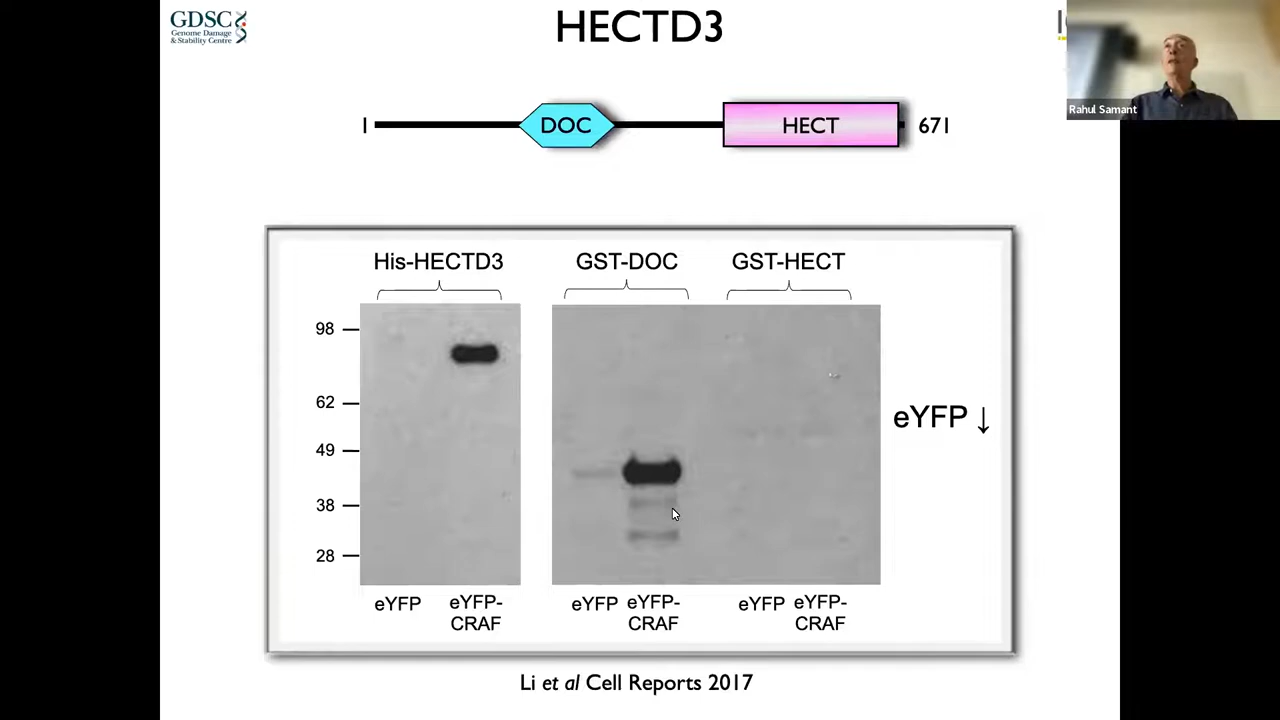 GDSC
Genome Damage
& Stability Centre
HECTD3
Rahul Samant
1
DOC
HECT
671
His-HECTD3
GST-DOC
GST-HECT
98
62
49
38
28
eYFP ↓
eYFP
eYFP-
CRAF
eYFP
eYFP-
CRAF
eYFP
eYFP-
CRAF
Li et al Cell Reports 2017